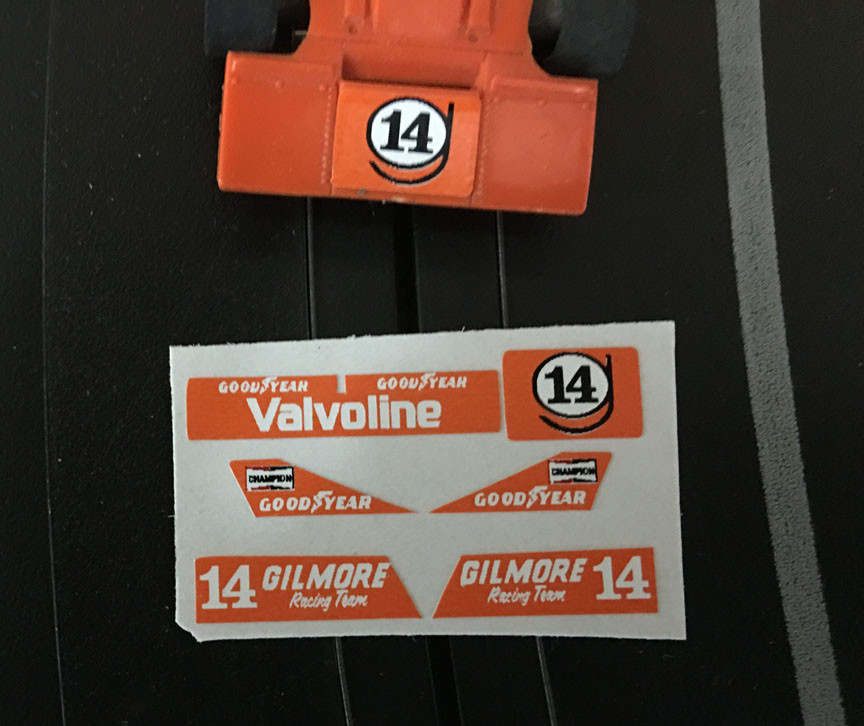 14
GOODYEAR GOODYEAR
Valvoline
14
CHAMPION
GOODYEAR
CHAMPION
GOODYEAR
14 GILMORE
Racing Team
GILMORE 14
Racing Team